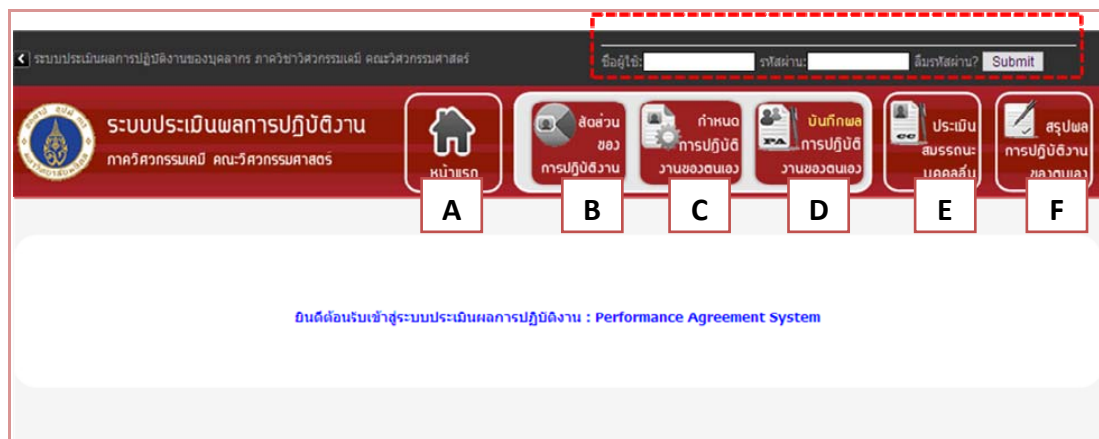 ระบบประเมินผลการปฏิบัติงานของบุคลากร ภาควิชาวิศวกรรมเคมี คณะวิศวกรรมศาสตร์
ชื่อผู้ใช้: รหัสผ่าน: ลืมรหัสผ่าน? Submit
ระบบประเมินผลการปฏิบัติงาน
ภาควิศวกรรมเคมี คณะวิศวกรรมศาสตร์
หน้าแรก
สัดส่วน
ของ
การปฏิบัติงาน
กำหนด
การปฏิบัติ
งานของตนเอง
PA
บันทึกผล
การปฏิบัติ
งานของตนเอง
CC
ประเมิน
สมรรถนะ
บุคคลอื่น
สรุปผล
การปฏิบัติงาน
ของตนเอง
A B C D E F
ยินดีต้อนรับเข้าสู่ระบบประเมินผลการปฏิบัติงาน : Performance Agreement System